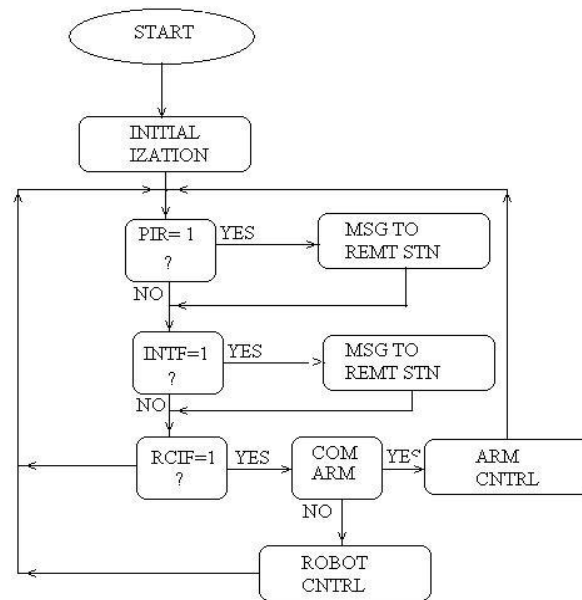 START
INITIAL
IZATION
PIR= 1
?
YES
MSG TO
REMT STN
NO
INTF=1
?
YES
MSG TO
REMT STN
NO
RCIF=1
?
YES
COM
ARM
YES
ARM
CNTRL
NO
ROBOT
CNTRL